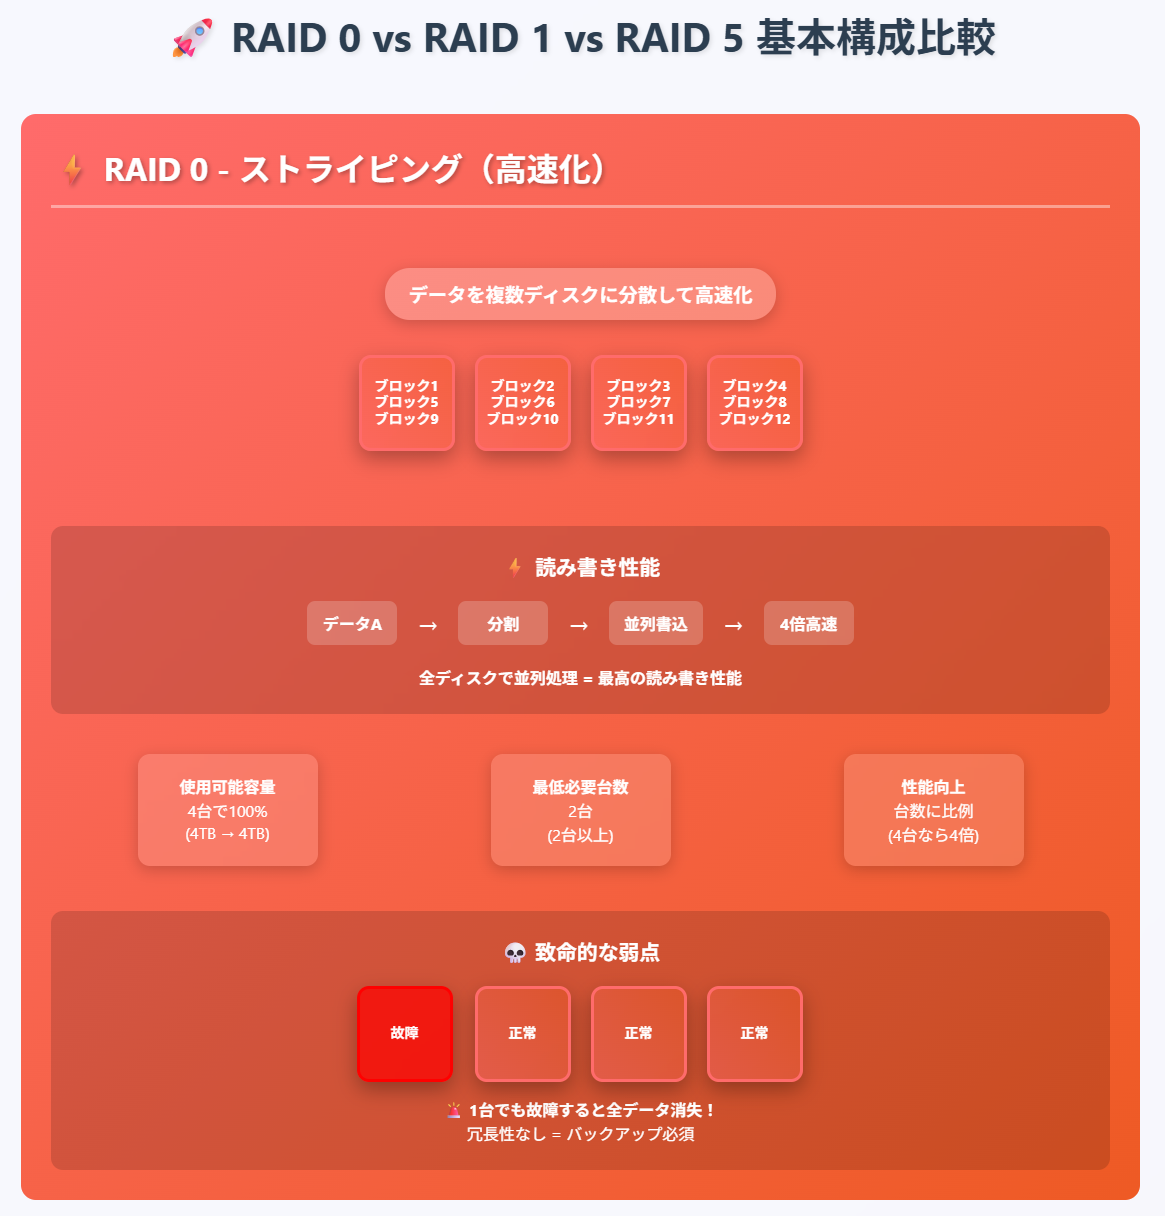 🚀 RAID 0 vs RAID 1 vs RAID 5 基本構成比較
⚡ RAID 0 - ストライピング（高速化）
データを複数ディスクに分散して高速化
ブロック1
ブロック5
ブロック9
ブロック2
ブロック6
ブロック10
ブロック3
ブロック7
ブロック11
ブロック4
ブロック8
ブロック12
⚡ 読み書き性能
データA → 分割 → 並列書込 → 4倍高速
全ディスクで並列処理 = 最高の読み書き性能
使用可能容量
4台で100%
(4TB → 4TB)
最低必要台数
2台
(2台以上)
性能向上
台数に比例
(4台なら4倍)
💀 致命的な弱点
故障
正常
正常
正常
🚨 1台でも故障すると全データ消失！
冗長性なし = バックアップ必須